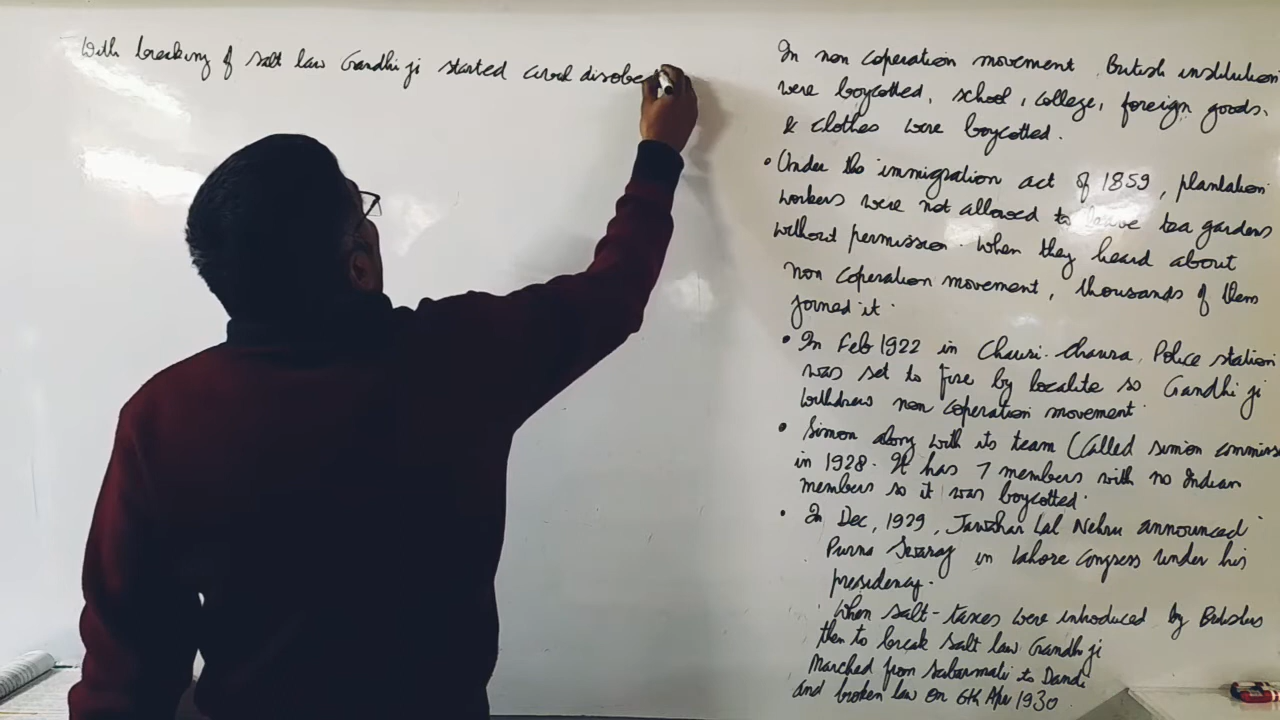 With breaking of salt law Gandhi ji started civil disobe
In non coperation movement, British institution
were boycotted, school, college, foreign goods,
& clothes were boycotted.
• Under the immigration act of 1859, plantation
workers were not allowed to leave tea gardens
without permission. When they heard about
non coperation movement, thousands of them
joined it.
• In Feb 1922 in Chauri-Chaura, Police station
was set to fire by localite so Gandhi ji
withdrew non coperation movement.
• Simon along with its team (Called simon commiss
in 1928. It has 7 members with no Indian
members so it was boycotted.
• In Dec, 1929, Jawahar Lal Nehru announced
Purna Swaraj in Lahore Congress under his
presidency.
When salt-taxes were introduced by
then to break salt law Gandhi ji
Marched from Sabarmati to Dandi
and broken law on 6th Apr 1930.